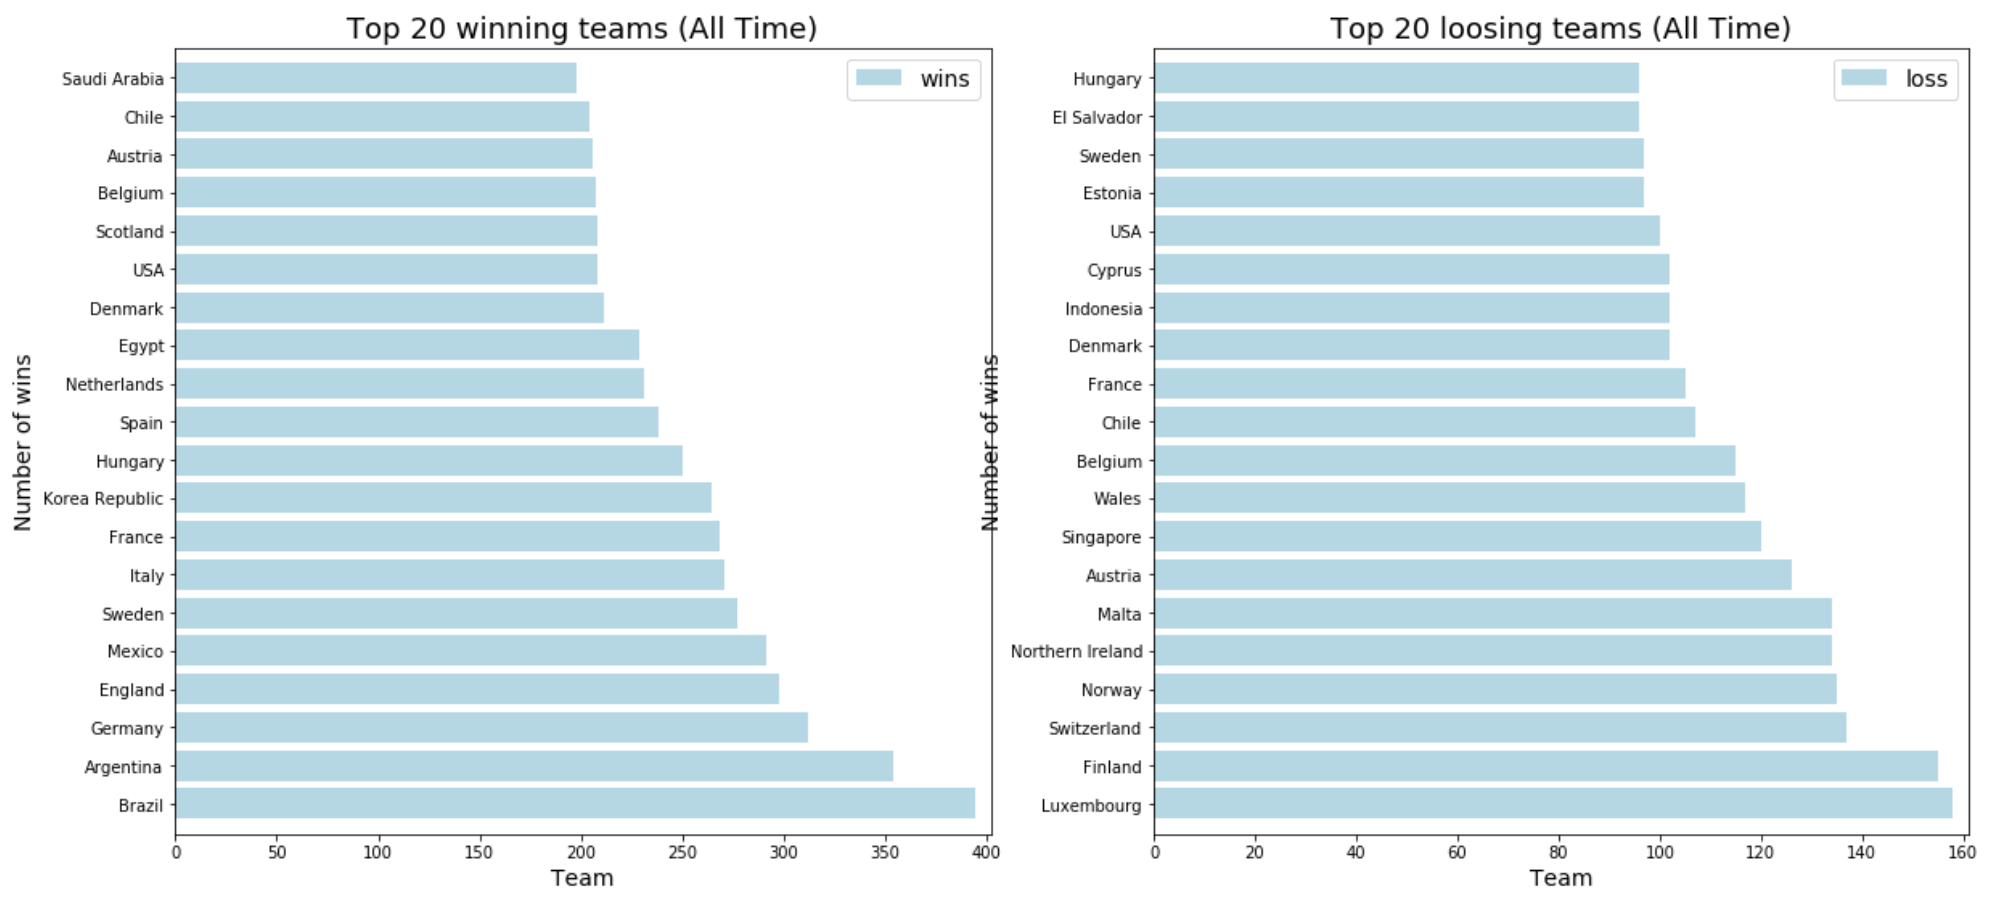 Top 20 winning teams (All Time)
wins
Number of wins
Saudi Arabia
Chile
Austria
Belgium
Scotland
USA
Denmark
Egypt
Netherlands
Spain
Hungary
Korea Republic
France
Italy
Sweden
Mexico
England
Germany
Argentina
Brazil
0 50 100 150 200 250 300 350 400
Team
Top 20 loosing teams (All Time)
loss
Number of wins
Hungary
El Salvador
Sweden
Estonia
USA
Cyprus
Indonesia
Denmark
France
Chile
Belgium
Wales
Singapore
Austria
Malta
Northern Ireland
Norway
Switzerland
Finland
Luxembourg
0 20 40 60 80 100 120 140 160
Team